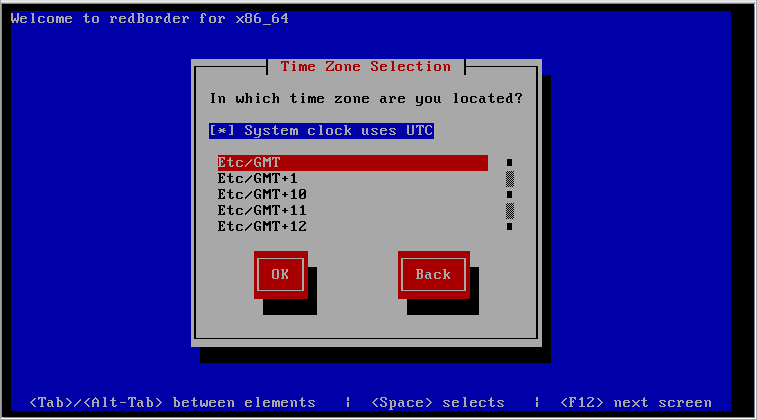 Welcome to redBorder for x86_64
Time Zone Selection
In which time zone are you located?
[*] System clock uses UTC
Etc/GMT
Etc/GMT+1
Etc/GMT+10
Etc/GMT+11
Etc/GMT+12
OK
Back
<Tab>/<Alt-Tab> between elements | <Space> selects | <F12> next screen